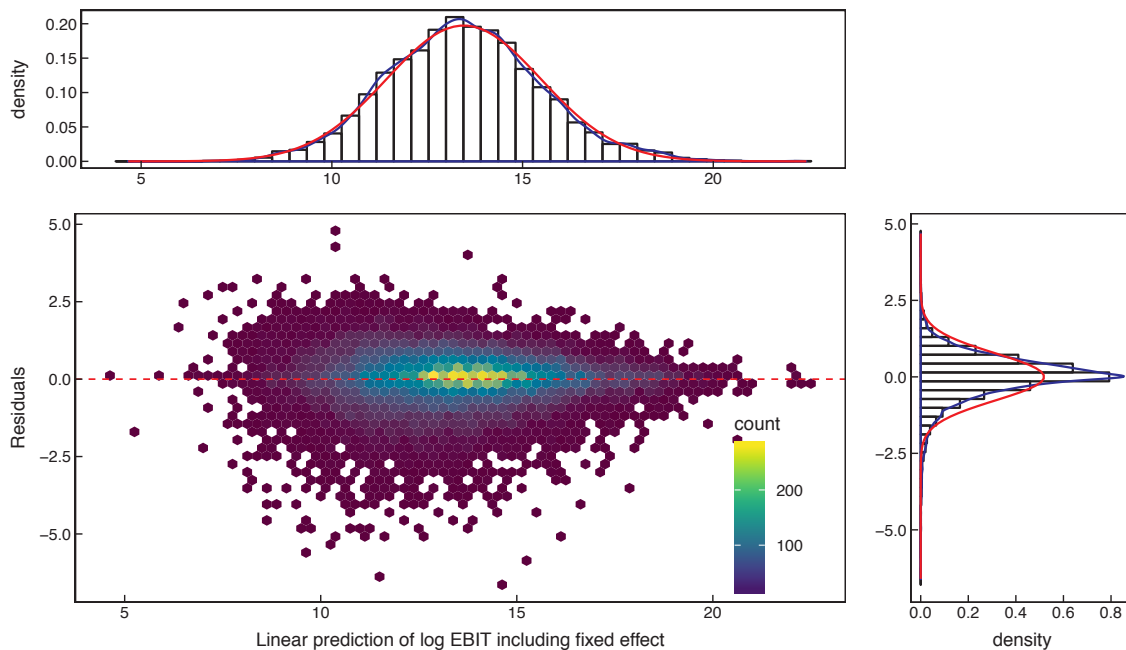 density
0.20
0.15
0.10
0.05
0.00
5 10 15 20
Residuals
5.0
2.5
0.0
−2.5
−5.0
count
200
100
5 10 15 20
Linear prediction of log EBIT including fixed effect
5.0
2.5
0.0
−2.5
−5.0
0.0 0.2 0.4 0.6 0.8
density